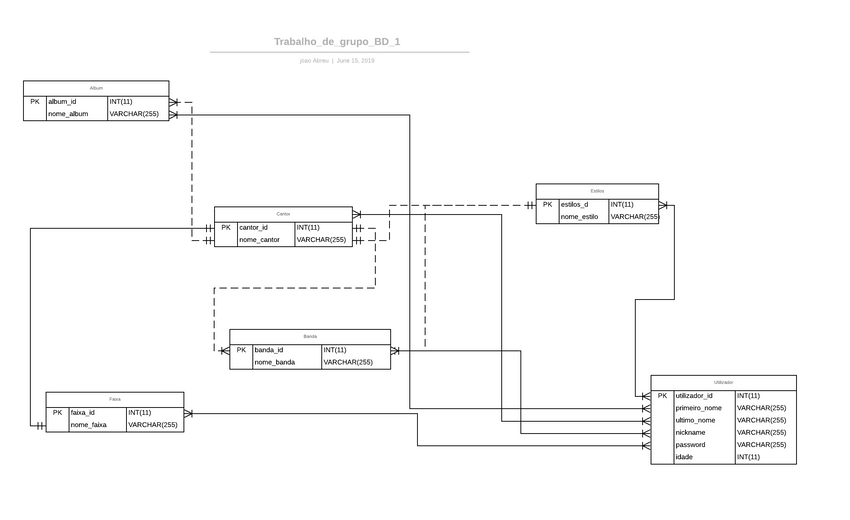 Trabalho_de_grupo_BD_1
joao Abreu | June 15, 2019
Album
PK album_id INT(11)
nome_album VARCHAR(255)
Estilos
PK estilos_d INT(11)
nome_estilo VARCHAR(255)
Cantor
PK cantor_id INT(11)
nome_cantor VARCHAR(255)
Banda
PK banda_id INT(11)
nome_banda VARCHAR(255)
Faixa
PK faixa_id INT(11)
nome_faixa VARCHAR(255)
Utilizador
PK utilizador_id INT(11)
primeiro_nome VARCHAR(255)
ultimo_nome VARCHAR(255)
nickname VARCHAR(255)
password VARCHAR(255)
idade INT(11)